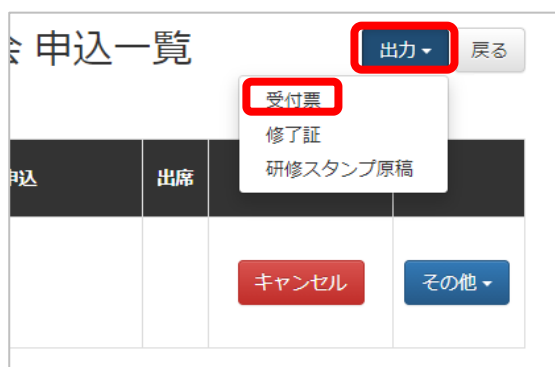 申込一覧
出力
戻る
受付票
修了証
研修スタンプ原稿
申込
出席
キャンセル
その他